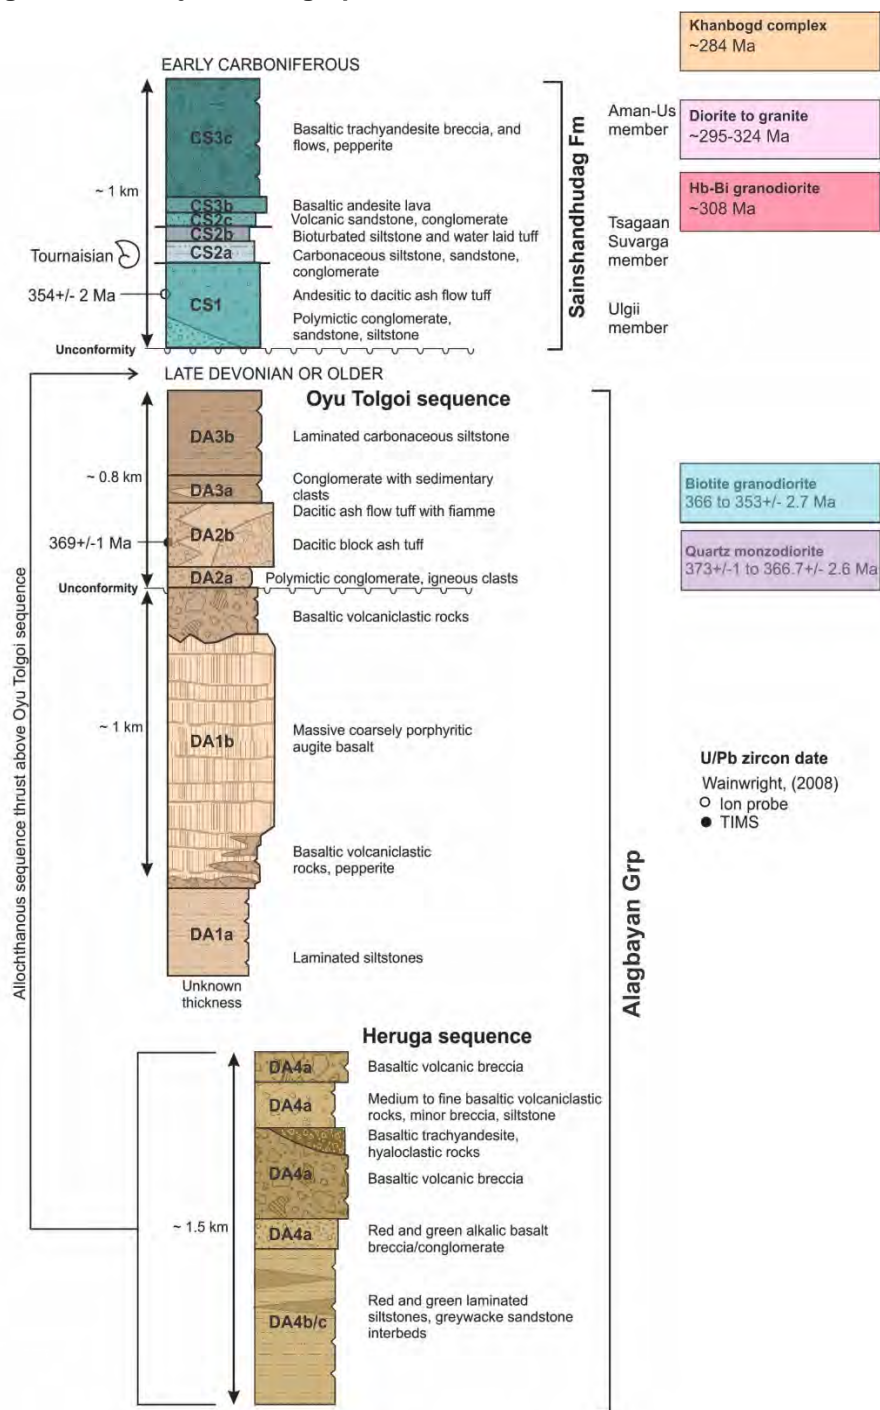 Khanbogd complex
~284 Ma
EARLY CARBONIFEROUS
Diorite to granite
~295-324 Ma
Hb-Bi granodiorite
~308 Ma
Aman-Us
member
Tsagaan
Suvarga
member
Ulgii
member
Sainshandhudag Fm
CS3c
Basaltic trachyandesite breccia, and
flows, pepperite
~ 1 km
CS3b
Basaltic andesite lava
CS2c
Volcanic sandstone, conglomerate
CS2b
Bioturbated siltstone and water laid tuff
Tournaisian
CS2a
Carbonaceous siltstone, sandstone,
conglomerate
354+/- 2 Ma
CS1
Andesitic to dacitic ash flow tuff
Polymictic conglomerate,
sandstone, siltstone
Unconformity
LATE DEVONIAN OR OLDER
Oyu Tolgoi sequence
DA3b
Laminated carbonaceous siltstone
~ 0.8 km
DA3a
Conglomerate with sedimentary
clasts
Dacitic ash flow tuff with fiamme
DA2b
369+/-1 Ma
Dacitic block ash tuff
DA2a
Polymictic conglomerate, igneous clasts
Unconformity
Basaltic volcaniclastic rocks
~ 1 km
DA1b
Massive coarsely porphyritic
augite basalt
Basaltic volcaniclastic
rocks, pepperite
DA1a
Laminated siltstones
Unknown
thickness
Biotite granodiorite
366 to 353+/- 2.7 Ma
Quartz monzodiorite
373+/-1 to 366.7+/- 2.6 Ma
U/Pb zircon date
Wainwright, (2008)
Ion probe
TIMS
Alagbayan Grp
Allochthanous sequence thrust above Oyu Tolgoi sequence
Heruga sequence
DA4a
Basaltic volcanic breccia
DA4a
Medium to fine basaltic volcaniclastic
rocks, minor breccia, siltstone
Basaltic trachyandesite,
hyaloclastic rocks
DA4a
Basaltic volcanic breccia
~ 1.5 km
DA4a
Red and green alkalic basalt
breccia/conglomerate
DA4b/c
Red and green laminated
siltstones, greywacke sandstone
interbeds